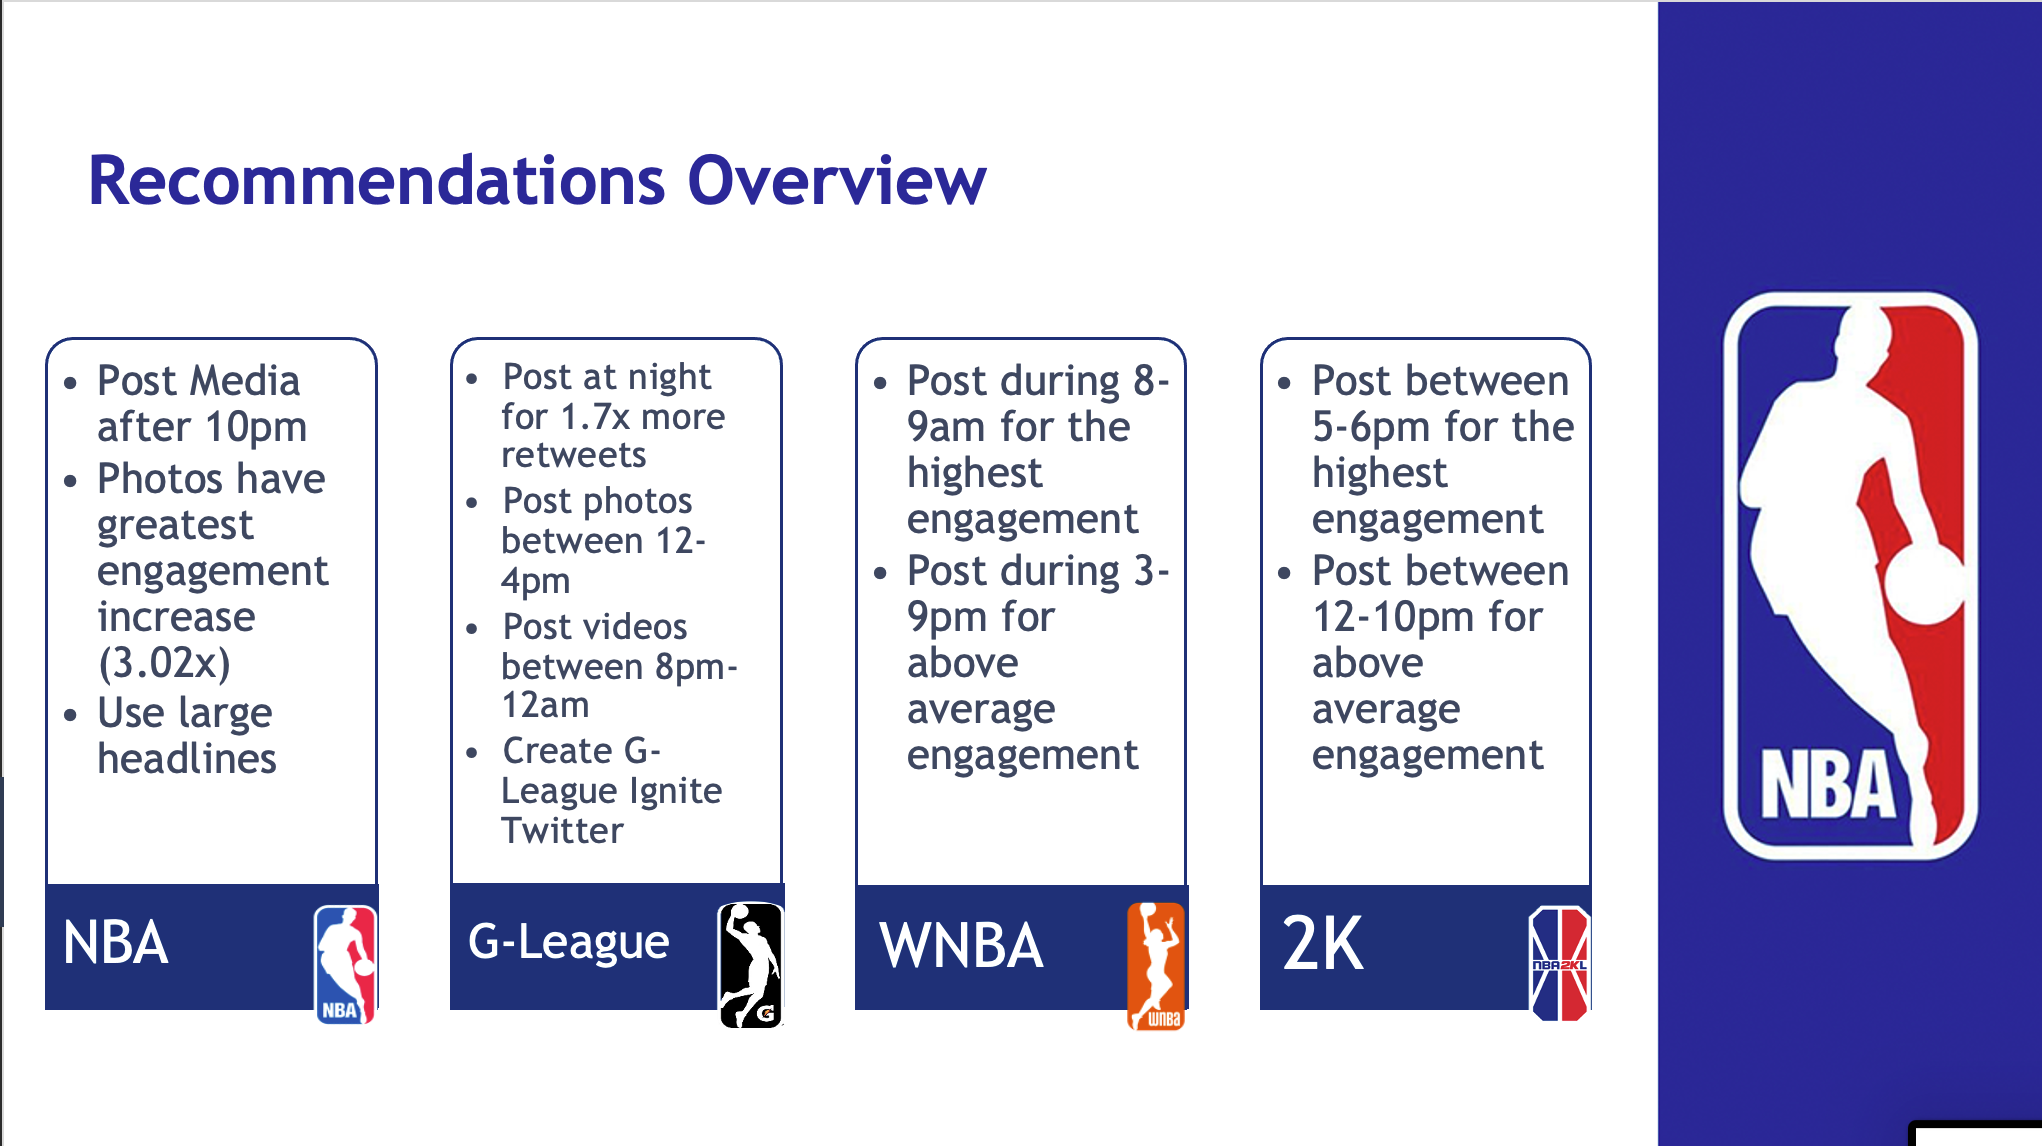 Recommendations Overview
• Post Media
after 10pm
• Photos have
greatest
engagement
increase
(3.02x)
• Use large
headlines
NBA
NBA
• Post at night
for 1.7x more
retweets
• Post photos
between 12-
4pm
• Post videos
between 8pm-
12am
• Create G-
League Ignite
Twitter
G-League
G
• Post during 8-
9am for the
highest
engagement
• Post during 3-
9pm for
above
average
engagement
WNBA
WNBA
• Post between
5-6pm for the
highest
engagement
• Post between
12-10pm for
above
average
engagement
2K
NBA2KL
NBA